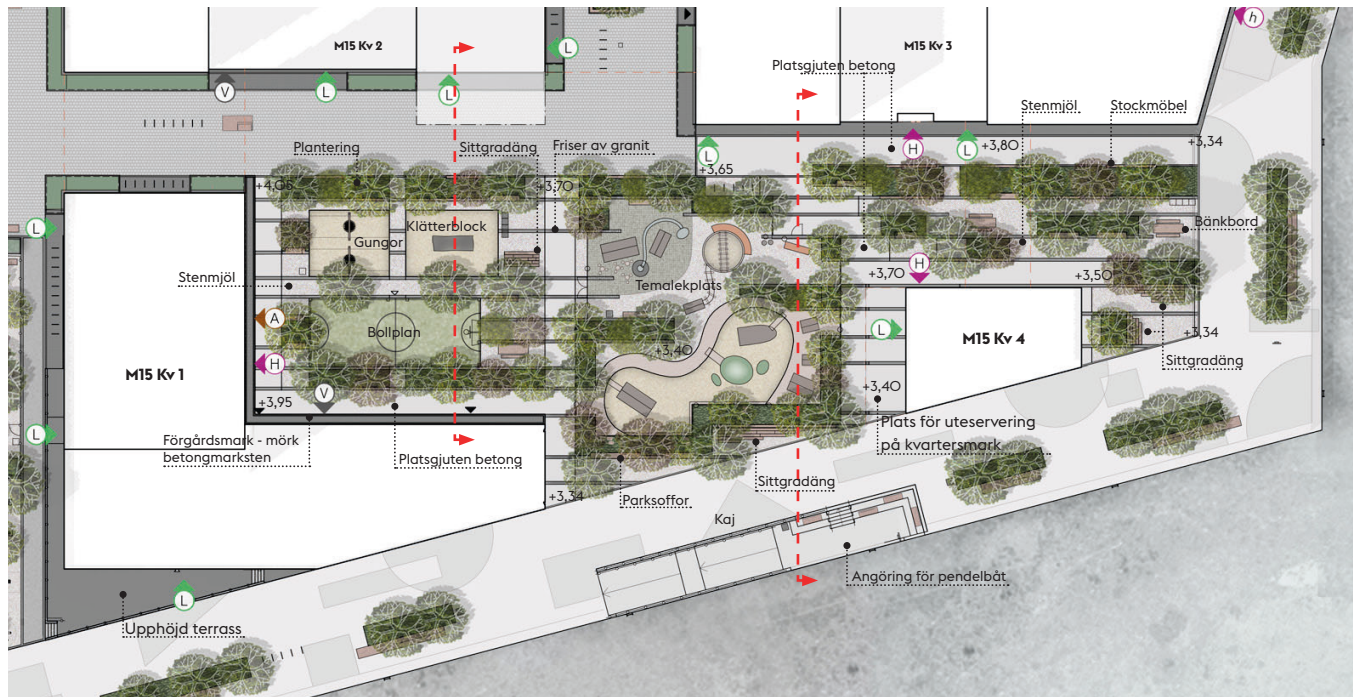 h
M15 Kv 2
L
M15 Kv 3
Platsgjuten betong
V
L
L
Stenmjöl
Stockmöbel
H
L
+3,80
+3,34
Plantering
Sittgradäng
Friser av granit
L
+3,65
+4,05
+3,70
L
Klätterblock
Gungor
Bänkbord
Stenmjöl
Temalekplats
H
+3,70
+3,50
A
Bollplan
L
M15 Kv 4
+3,34
+3,40
Sittgradäng
H
M15 Kv 1
V
+3,95
+3,40
L
Förgårdsmark - mörk
betongmarksten
Platsgjuten betong
Plats för uteservering
på kvartersmark
Sittgradäng
+3,34
Parksoffor
Kaj
Angöring för pendelbåt
L
Upphöjd terrass